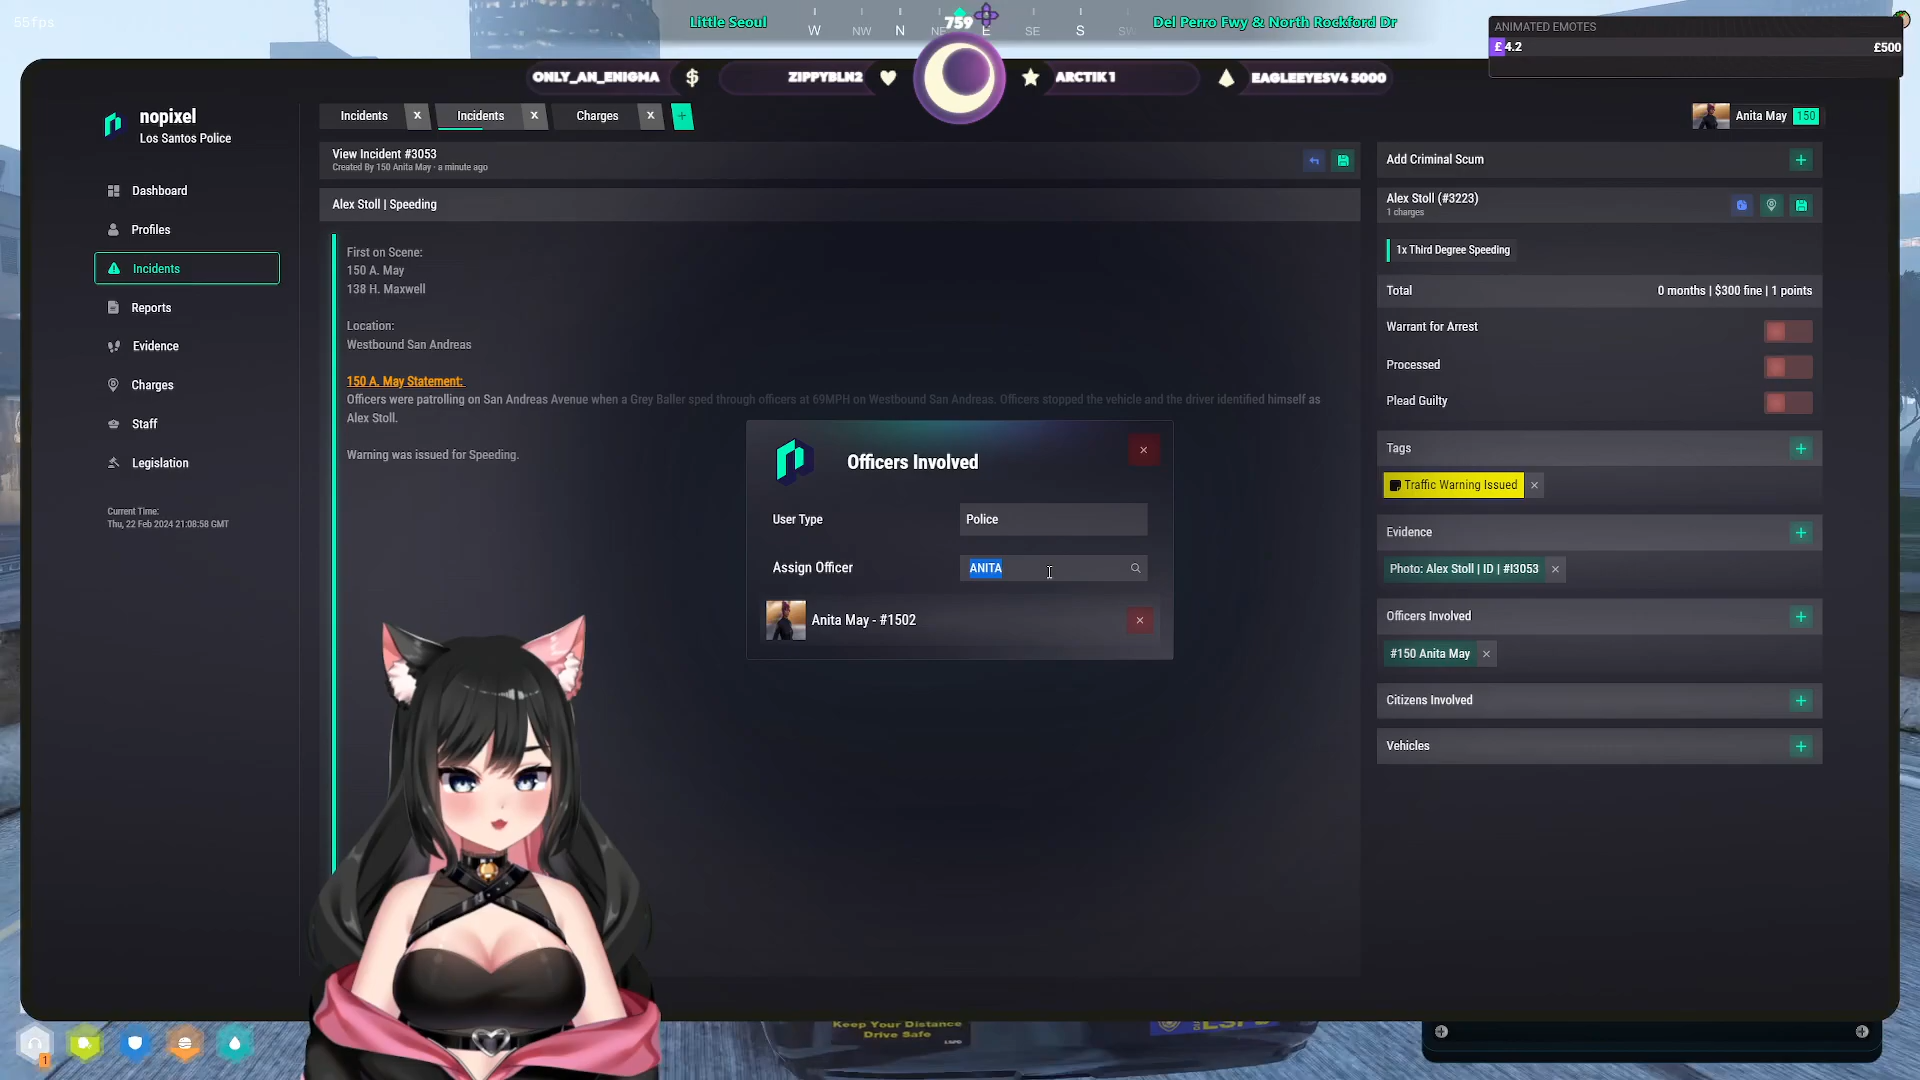 55fps
Little Seoul
W NW N NE E SE S SW
759
Del Perro Fwy & North Rockford Dr
ANIMATED EMOTES
£4.2 £500
ONLY_AN_ENIGMA
ZIPPYBLN2
ARCTIK 1
EAGLEEYESV4 5000
nopixel
Los Santos Police
Dashboard
Profiles
Incidents
Reports
Evidence
Charges
Staff
Legislation
Current Time:
Thu, 22 Feb 2024 21:08:58 GMT
Incidents x Incidents x Charges x +
Anita May 150
View Incident #3053
Created By 150 Anita May - a minute ago
Alex Stoll | Speeding
First on Scene:
150 A. May
138 H. Maxwell
Location:
Westbound San Andreas
150 A. May Statement:
Officers were patrolling on San Andreas Avenue when a Grey Baller sped through officers at 69MPH on Westbound San Andreas. Officers stopped the vehicle and the driver identified himself as
Alex Stoll.
Warning was issued for Speeding.
Officers Involved
User Type Police
Assign Officer ANITA
Anita May - #1502
Add Criminal Scum
Alex Stoll (#3223)
1 charges
1x Third Degree Speeding
Total 0 months | $300 fine | 1 points
Warrant for Arrest
Processed
Plead Guilty
Tags
Traffic Warning Issued
Evidence
Photo: Alex Stoll | ID | #I3053
Officers Involved
#150 Anita May
Citizens Involved
Vehicles
1
Keep Your Distance
Drive Safe